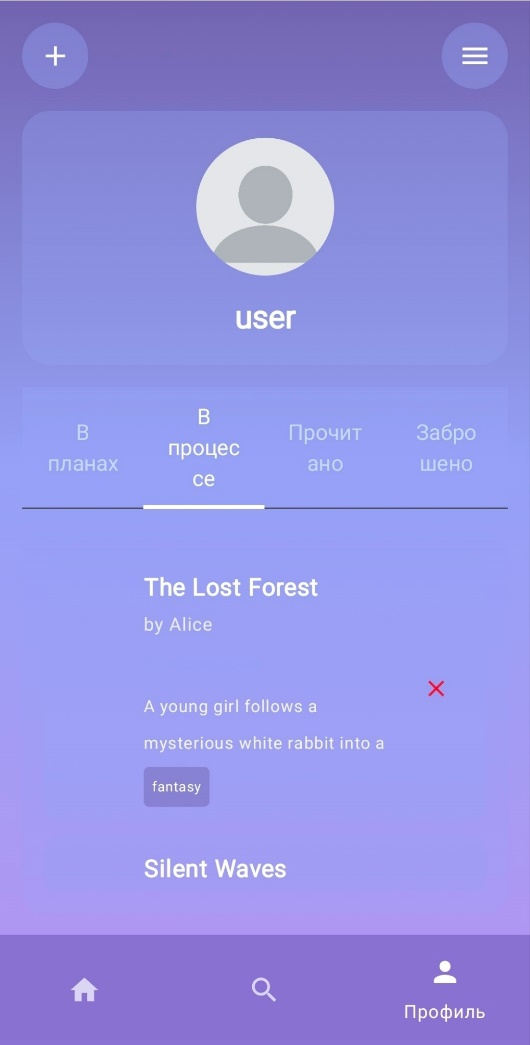 user
В
планах
В
процес
се
Прочит
ано
Забро
шено
The Lost Forest
by Alice
A young girl follows a
mysterious white rabbit into a
fantasy
Silent Waves
Профиль